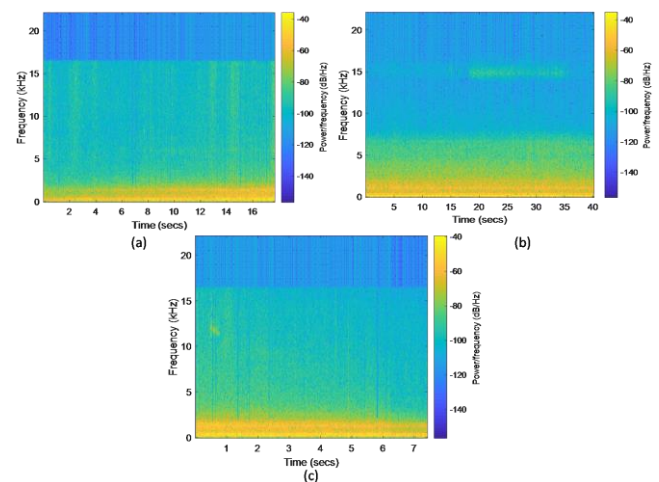 20
15
10
5
0
Frequency (kHz)
2 4 6 8 10 12 14 16
Time (secs)
-40
-60
-80
-100
-120
-140
Power/frequency (dB/Hz)
(a)
20
15
10
5
0
Frequency (kHz)
5 10 15 20 25 30 35 40
Time (secs)
-40
-60
-80
-100
-120
-140
Power/frequency (dB/Hz)
(b)
20
15
10
5
0
Frequency (kHz)
1 2 3 4 5 6 7
Time (secs)
-40
-60
-80
-100
-120
-140
Power/frequency (dB/Hz)
(c)